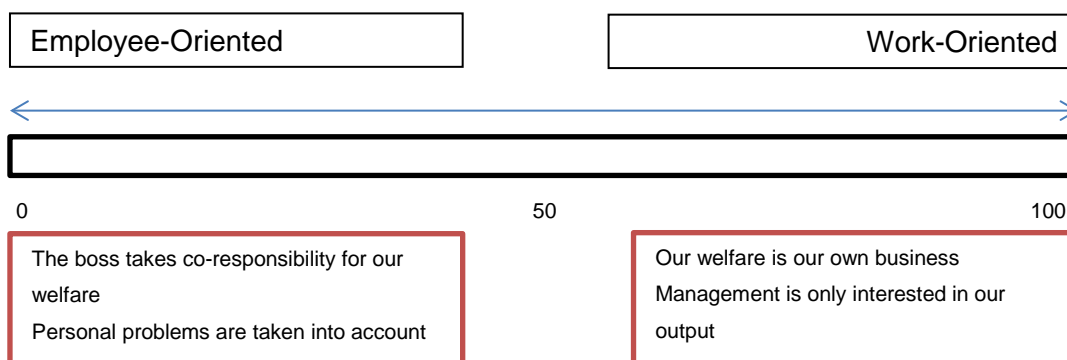 Employee-Oriented
Work-Oriented
0
50
100
The boss takes co-responsibility for our
welfare
Personal problems are taken into account
Our welfare is our own business
Management is only interested in our
output